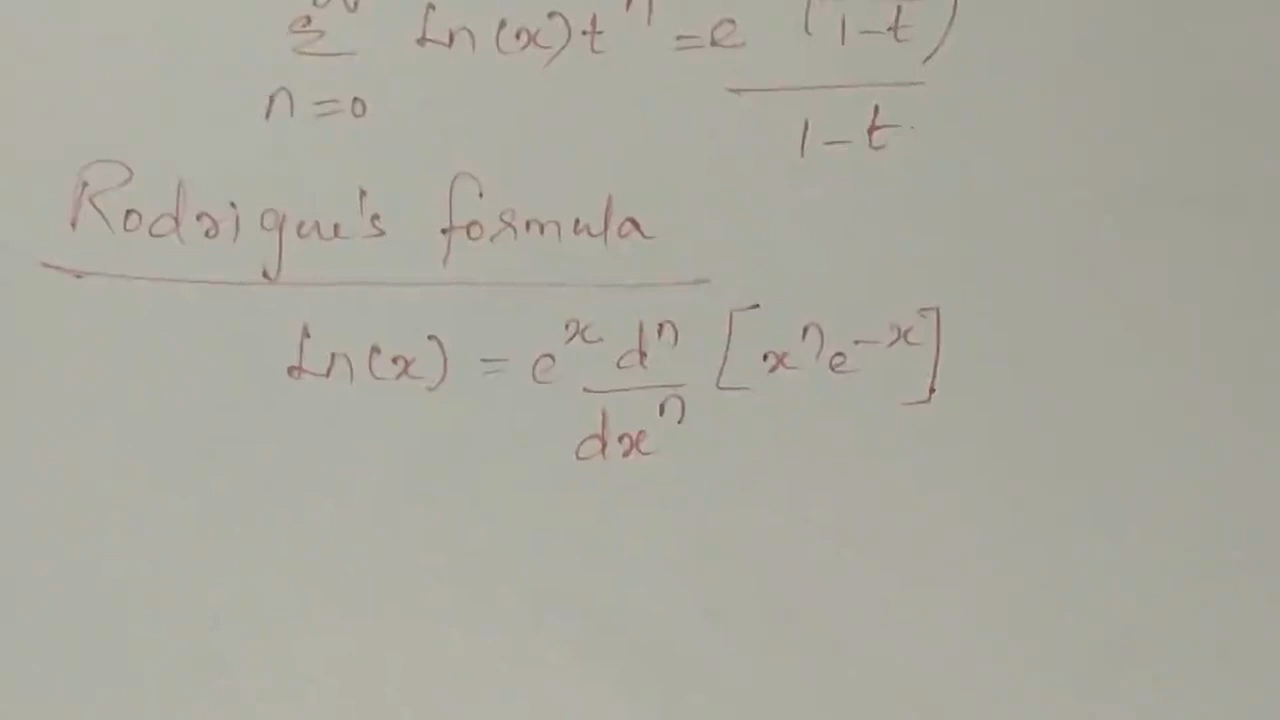 ∞
Σ Ln(x)tⁿ = e (1-t)
n=0 1-t
Rodrigue's formula
Ln(x) = eˣ dⁿ/dxⁿ [xⁿe⁻ˣ]